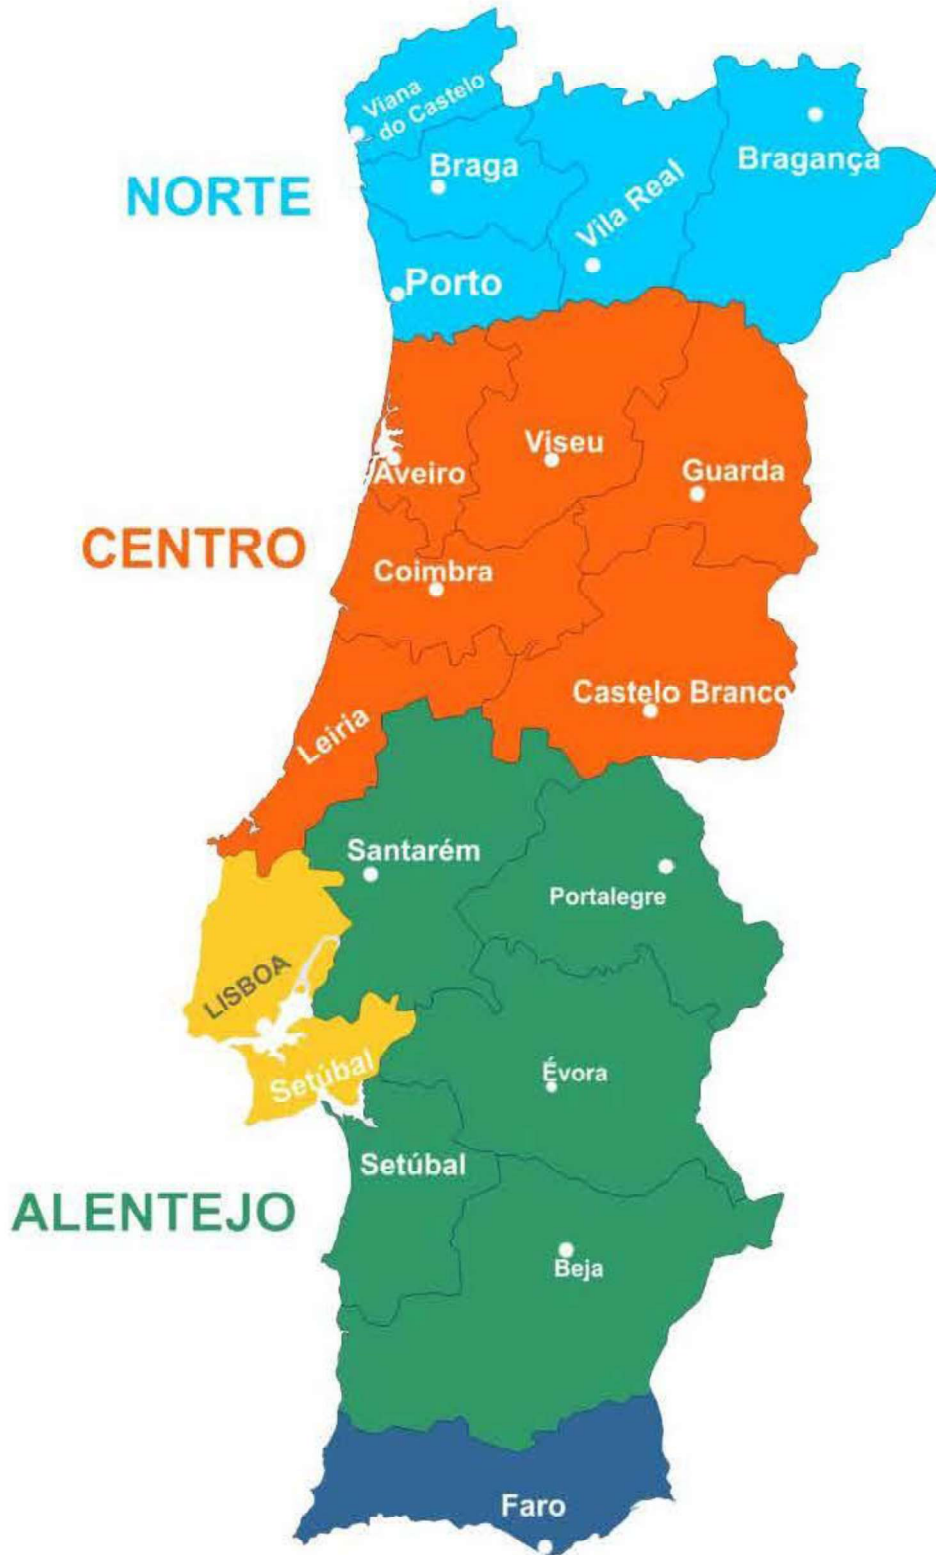 Viana
do Castelo
Braga
Bragança
NORTE
Vila Real
Porto
Viseu
Aveiro
Guarda
CENTRO
Coimbra
Castelo Branco
Leiria
Santarém
Portalegre
LISBOA
Setúbal
Évora
Setúbal
ALENTEJO
Beja
Faro